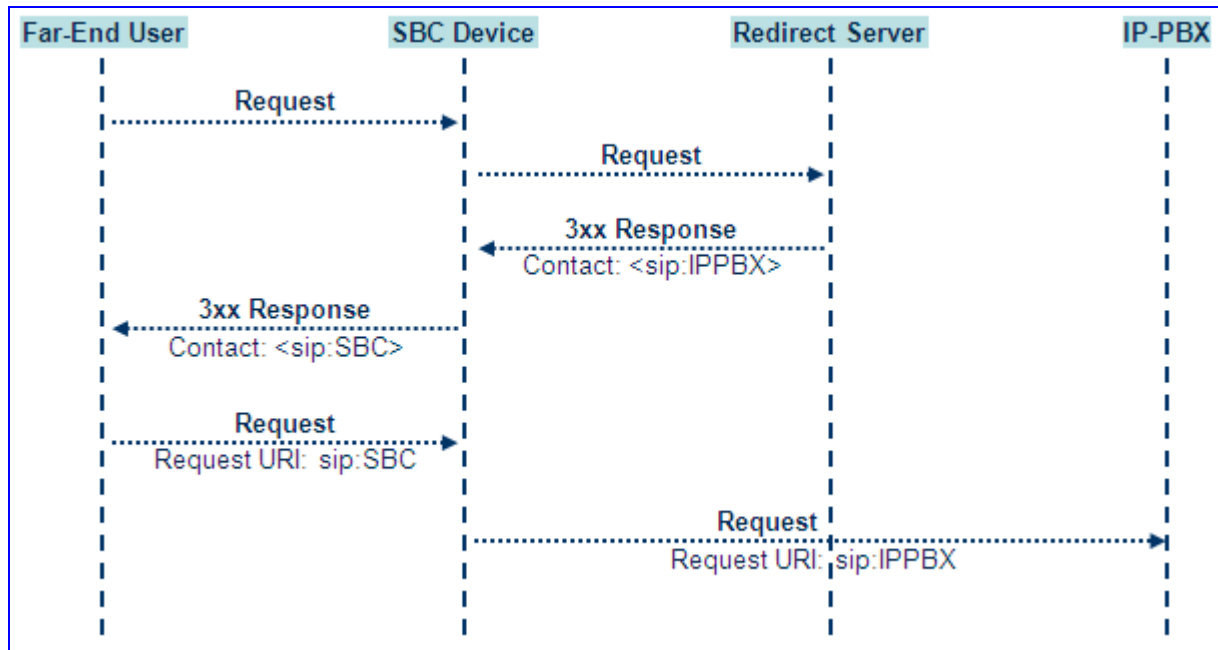 Far-End User SBC Device Redirect Server IP-PBX
Request
Request
3xx Response
Contact: <sip:IPPBX>
3xx Response
Contact: <sip:SBC>
Request
Request URI: sip:SBC
Request
Request URI: sip:IPPBX